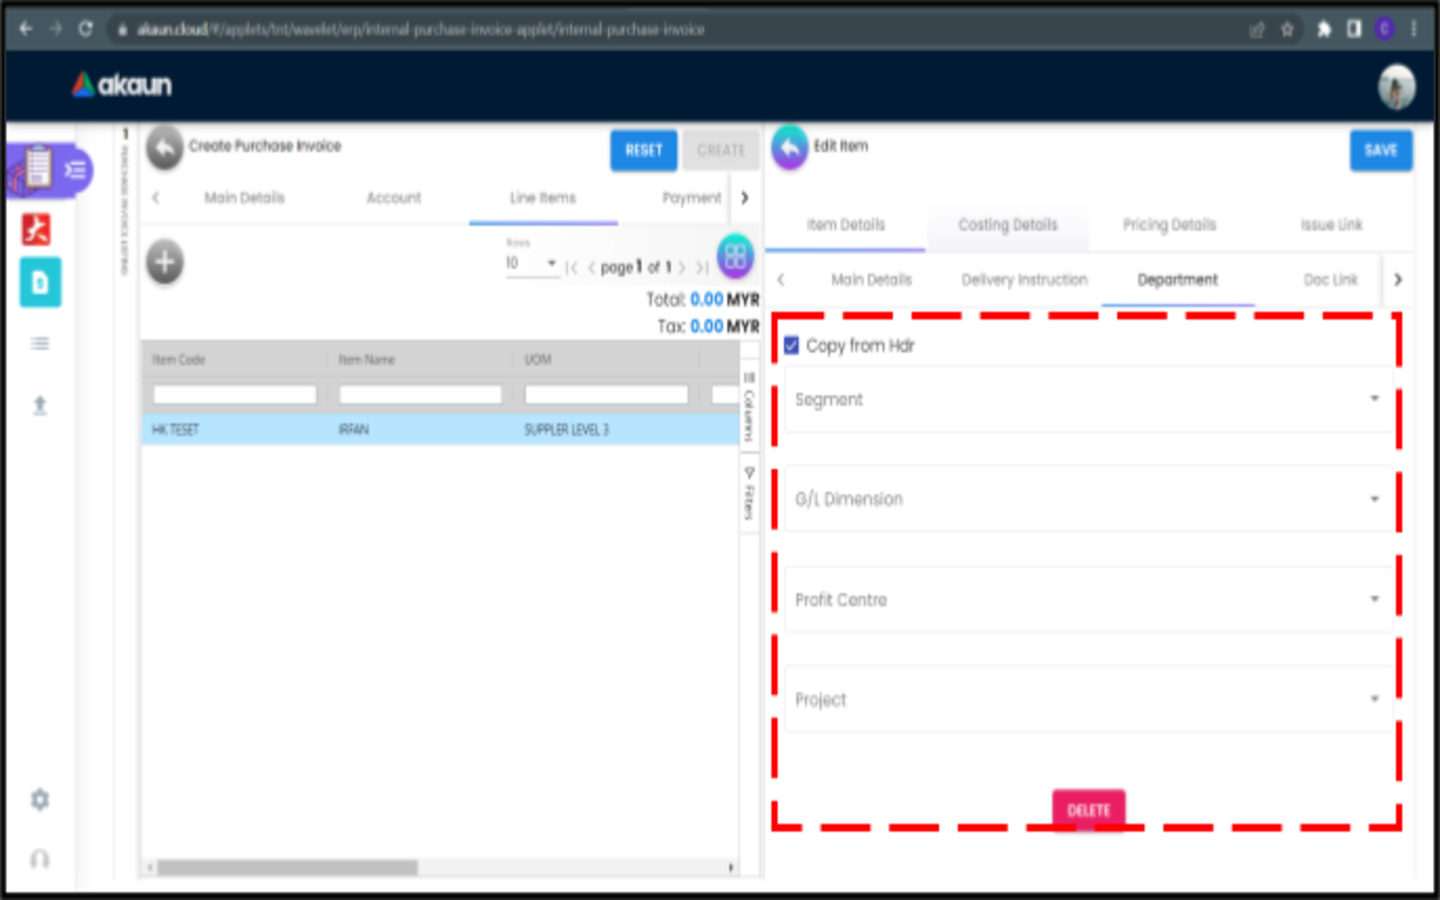 akaun.cloud/#/applets/tnt/wavelet/erp/internal-purchase-invoice-applet/internal-purchase-invoice
C
akaun
1 PURCHASE INVOICE LISTING
Create Purchase Invoice
RESET
CREATE
Main Details
Account
Line Items
Payment
Rows
10
page 1 of 1
Total: 0.00 MYR
Tax: 0.00 MYR
Item Code
Item Name
UOM
HK TESET
IRFAN
SUPPLER LEVEL 3
Columns
Filters
Edit Item
SAVE
Item Details
Costing Details
Pricing Details
Issue Link
Main Details
Delivery Instruction
Department
Doc Link
Copy from Hdr
Segment
G/L Dimension
Profit Centre
Project
DELETE